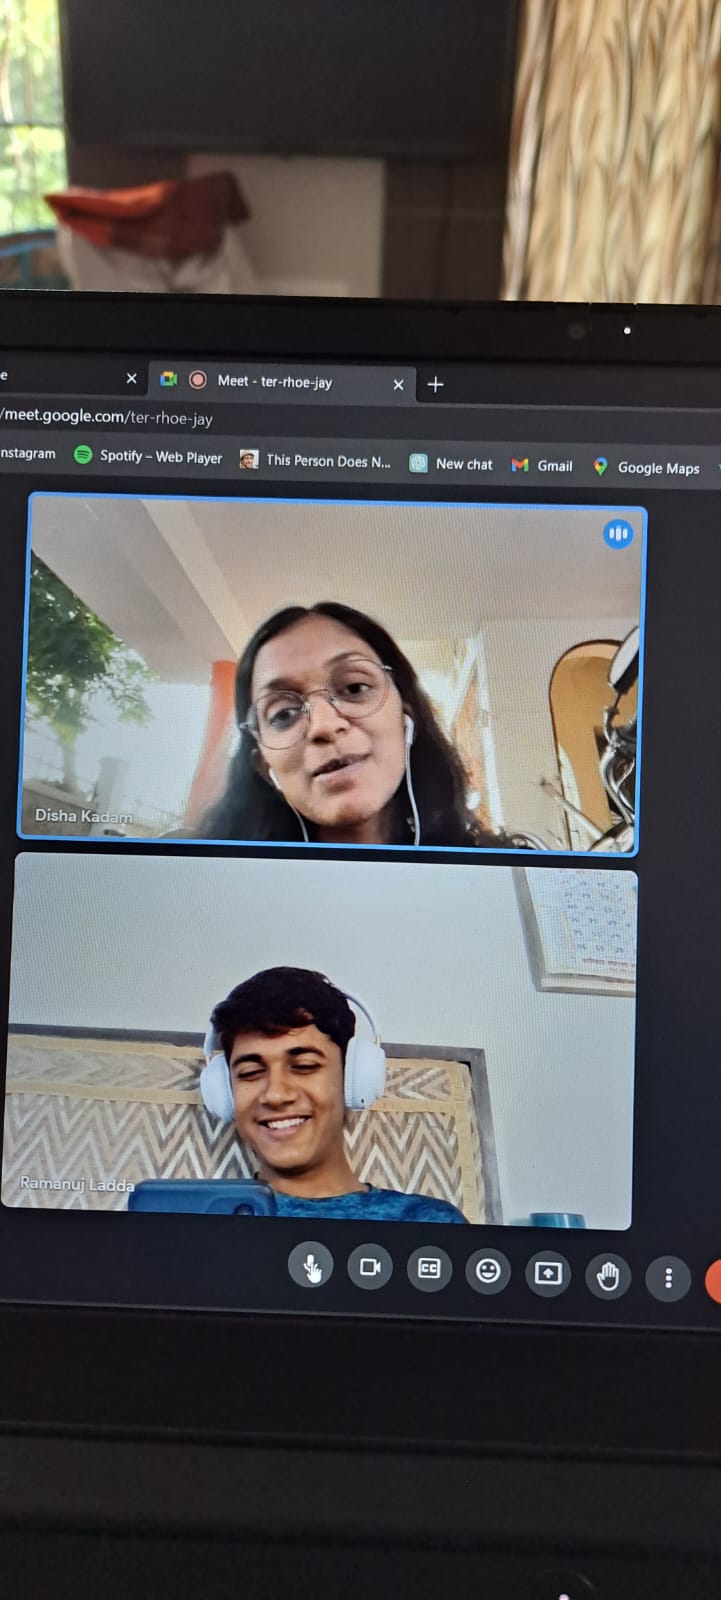 e
Meet - ter-rhoe-jay
/meet.google.com/ter-rhoe-jay
nstagram Spotify – Web Player This Person Does N... New chat Gmail Google Maps
Disha Kadam
Ramanuj Ladda
CC